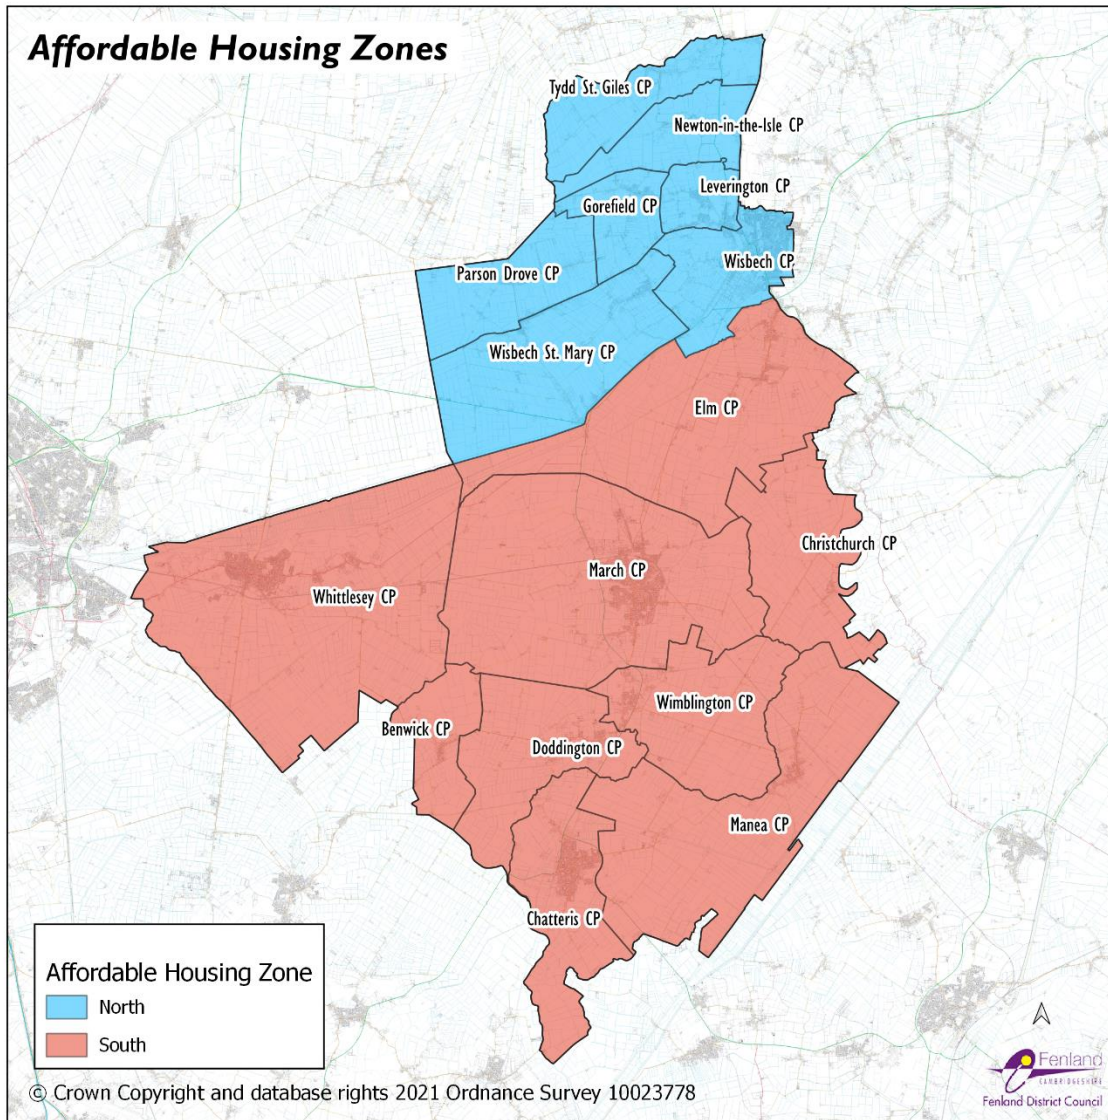 Affordable Housing Zones
Tydd St. Giles CP
Newton-in-the-Isle CP
Leverington CP
Gorefield CP
Wisbech CP
Parson Drove CP
Wisbech St. Mary CP
Elm CP
Christchurch CP
March CP
Whittlesey CP
Wimblington CP
Benwick CP
Doddington CP
Manea CP
Chatteris CP
Affordable Housing Zone
North
South
© Crown Copyright and database rights 2021 Ordnance Survey 10023778
Fenland
CAMBRIDGESHIRE
Fenland District Council